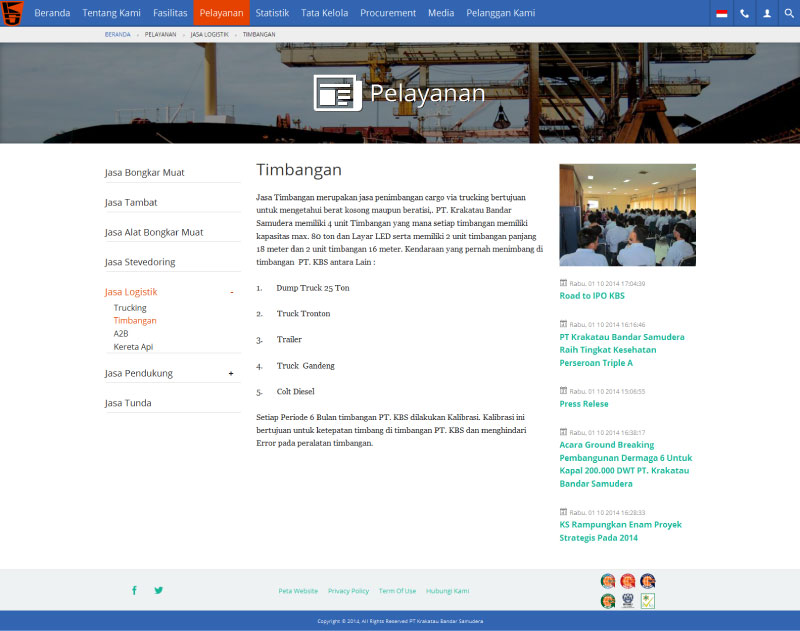 Beranda Tentang Kami Fasilitas Pelayanan Statistik Tata Kelola Procurement Media Pelanggan Kami
BERANDA PELAYANAN JASA LOGISTIK TIMBANGAN
Pelayanan
Jasa Bongkar Muat
Jasa Tambat
Jasa Alat Bongkar Muat
Jasa Stevedoring
Jasa Logistik -
Trucking
Timbangan
A2B
Kereta Api
Jasa Pendukung +
Jasa Tunda
Timbangan
Jasa Timbangan merupakan jasa penimbangan cargo via trucking bertujuan
untuk mengetahui berat kosong maupun beratisi,. PT. Krakatau Bandar
Samudera memiliki 4 unit Timbangan yang mana setiap timbangan memiliki
kapasitas max. 80 ton dan Layar LED serta memiliki 2 unit timbangan panjang
18 meter dan 2 unit timbangan 16 meter. Kendaraan yang pernah menimbang di
timbangan PT. KBS antara Lain :
1. Dump Truck 25 Ton
2. Truck Tronton
3. Trailer
4. Truck Gandeng
5. Colt Diesel
Setiap Periode 6 Bulan timbangan PT. KBS dilakukan Kalibrasi. Kalibrasi ini
bertujuan untuk ketepatan timbang di timbangan PT. KBS dan menghindari
Error pada peralatan timbangan.
Rabu, 01 10 2014 17:04:39
Road to IPO KBS
Rabu, 01 10 2014 16:16:46
PT Krakatau Bandar Samudera
Raih Tingkat Kesehatan
Perseroan Triple A
Rabu, 01 10 2014 15:06:55
Press Relese
Rabu, 01 10 2014 16:38:17
Acara Ground Breaking
Pembangunan Dermaga 6 Untuk
Kapal 200.000 DWT PT. Krakatau
Bandar Samudera
Rabu, 01 10 2014 16:28:33
KS Rampungkan Enam Proyek
Strategis Pada 2014
Peta Website Privacy Policy Term Of Use Hubungi Kami
Copyright © 2014, All Rights Reserved PT Krakatau Bandar Samudera